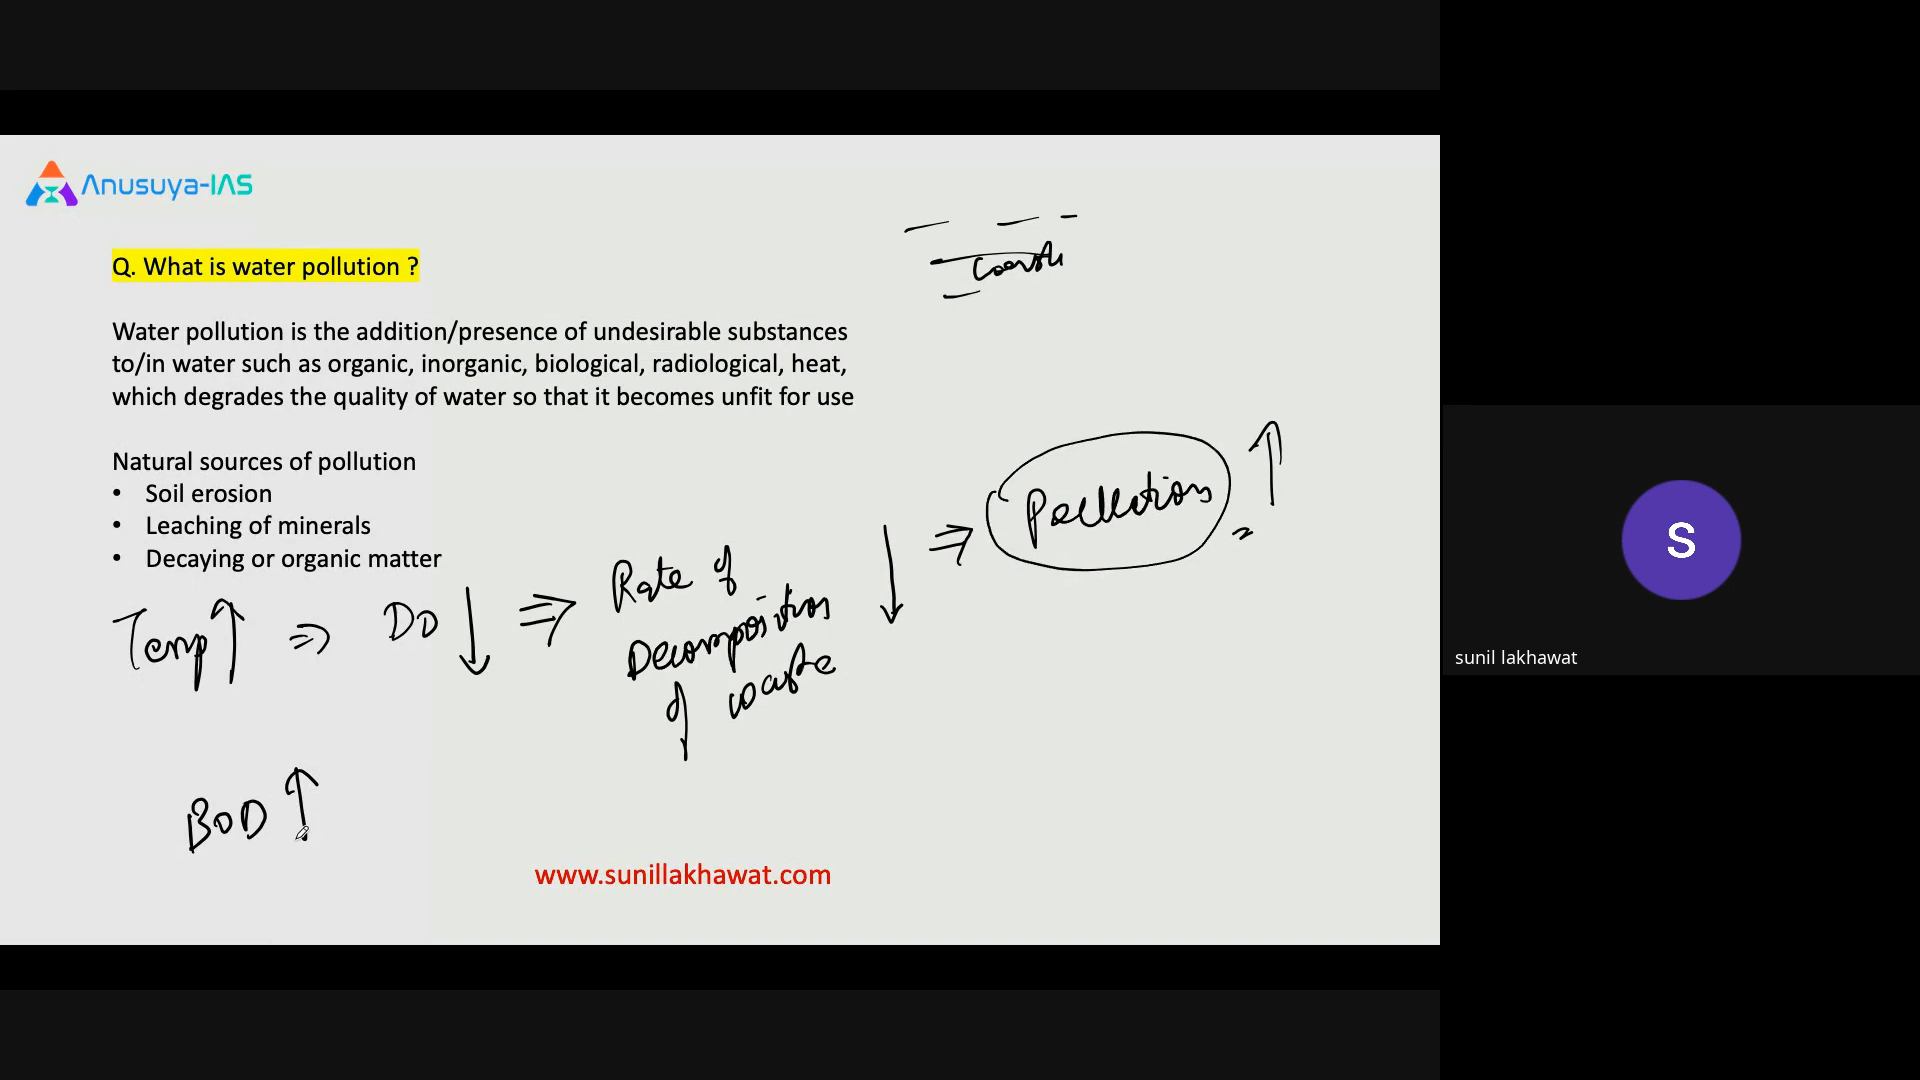 Anusuya-IAS
Q. What is water pollution ?
Water pollution is the addition/presence of undesirable substances
to/in water such as organic, inorganic, biological, radiological, heat,
which degrades the quality of water so that it becomes unfit for use
Natural sources of pollution
• Soil erosion
• Leaching of minerals
• Decaying or organic matter
Temp ↑ ⇒ DO ↓ ⇒ Rate of
Decomposition
of waste
↓ ⇒ Pollution ↑
BOD ↑
www.sunillakhawat.com
S
sunil lakhawat